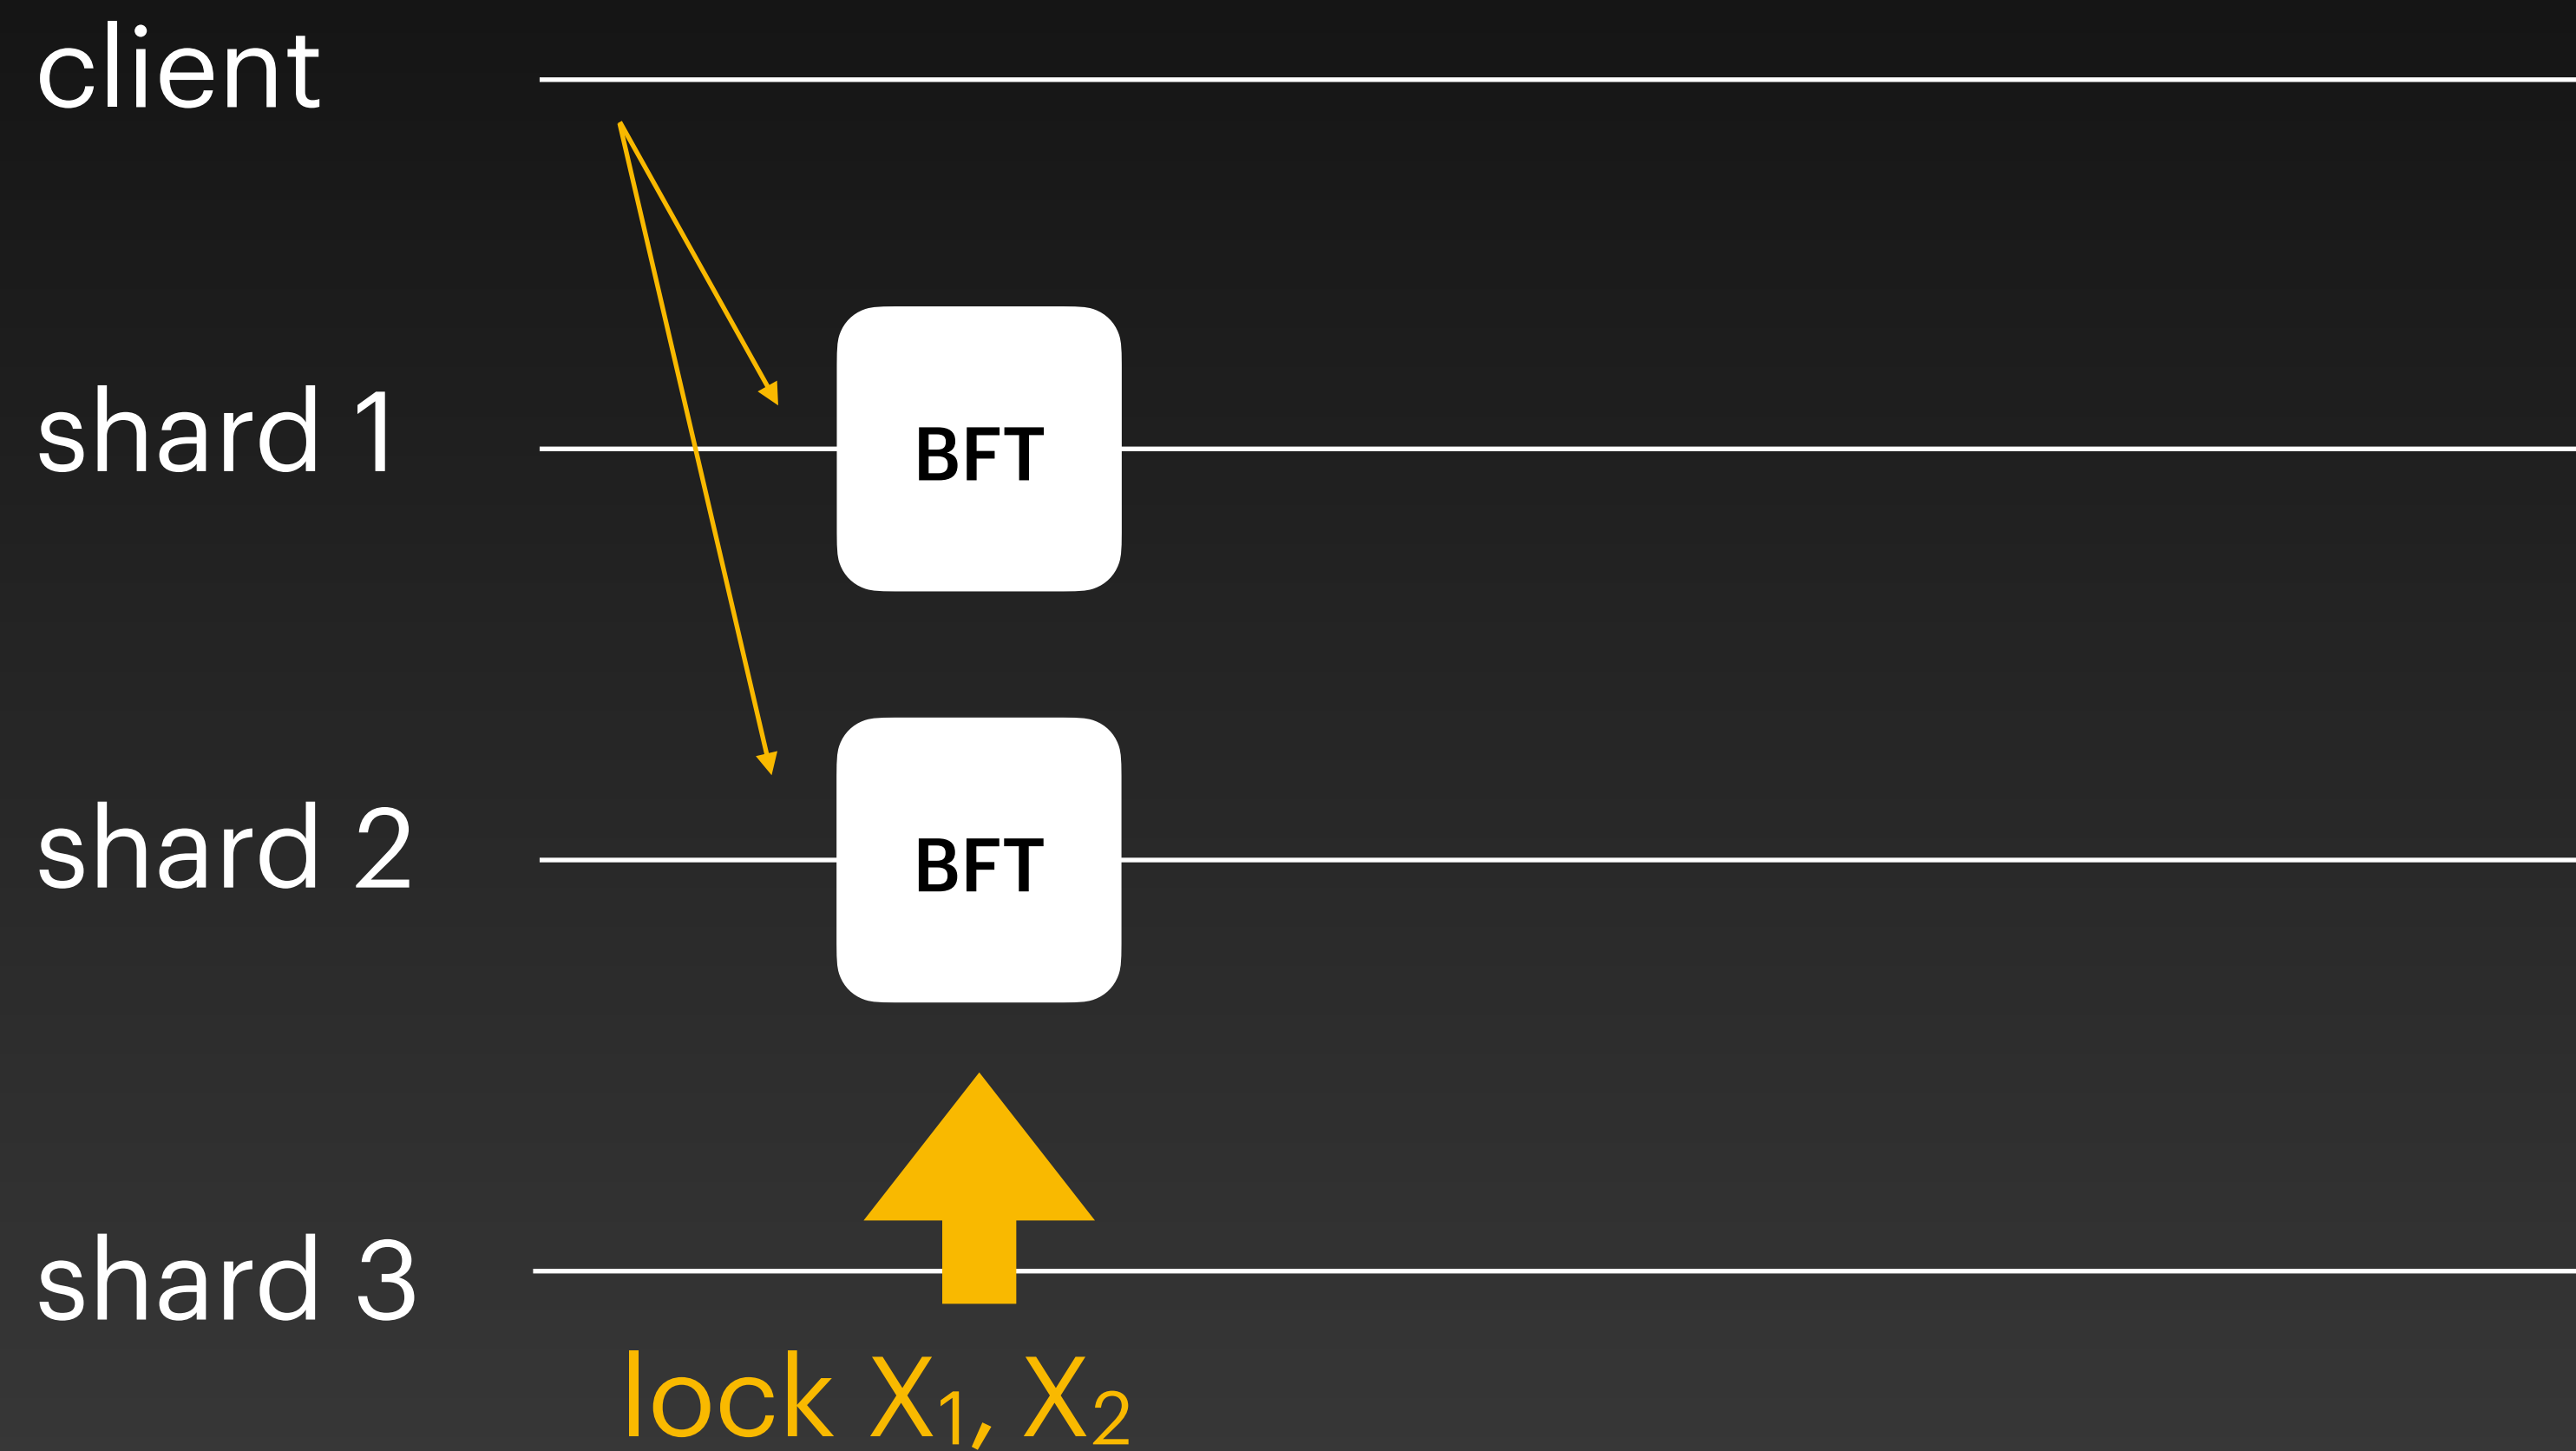 client
shard 1
BFT
shard 2
BFT
shard 3
lock X₁, X₂